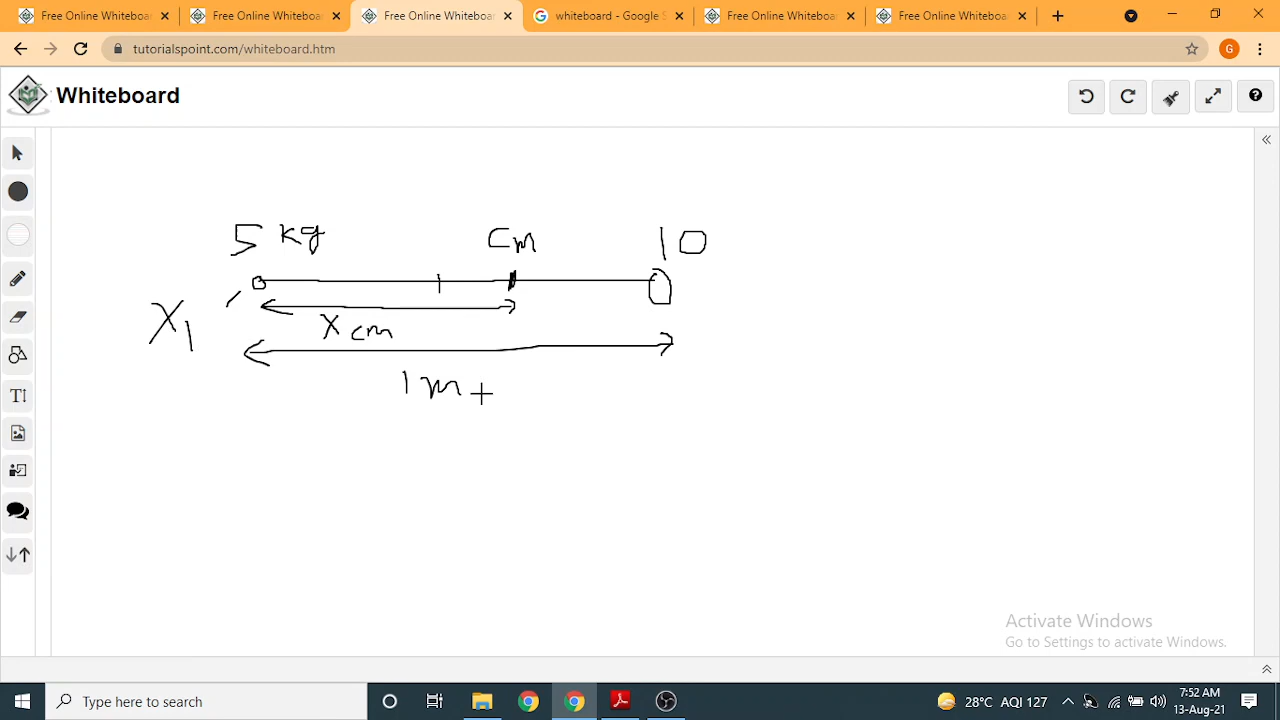 Free Online Whiteboa
Free Online Whiteboa
Free Online Whiteboa
whiteboard - Google S
Free Online Whiteboa
Free Online Whiteboa
tutorialspoint.com/whiteboard.htm
G
Whiteboard
5 kg
Cm
10
X1
X cm
1m
T
Activate Windows
Go to Settings to activate Windows.
Type here to search
28°C AQI 127
7:52 AM
13-Aug-21